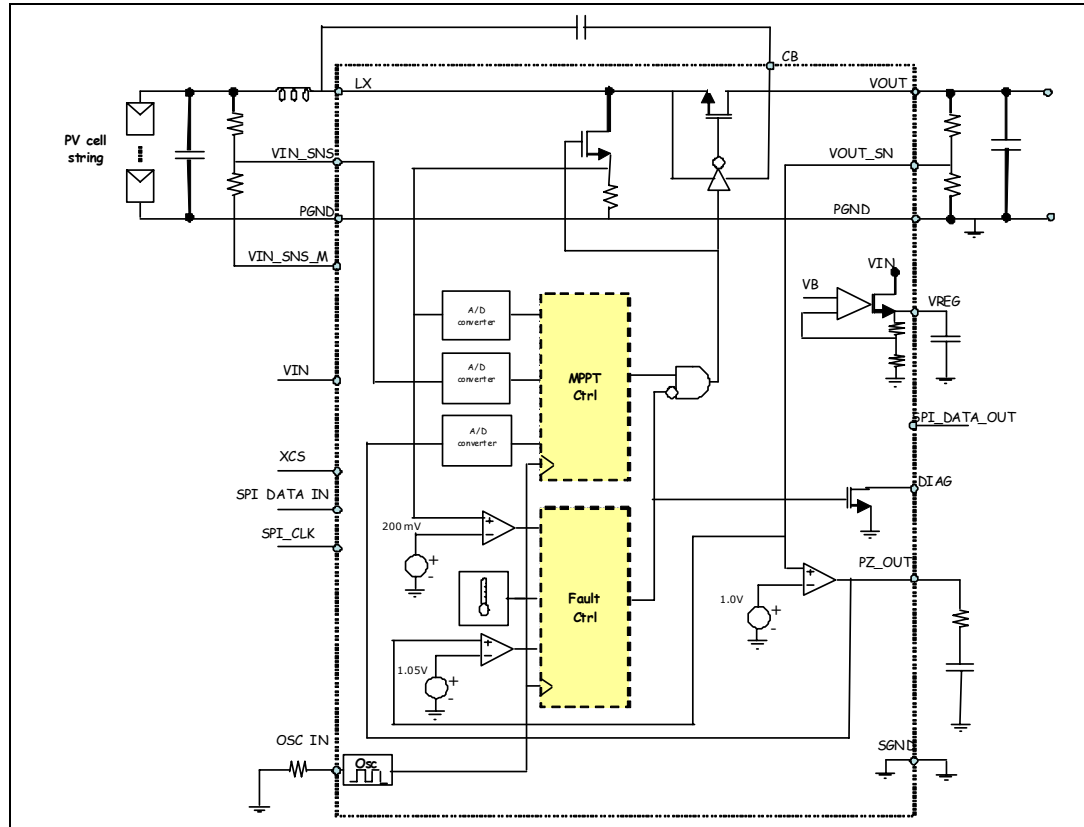 CB
LX
VOUT
PV cell
string
VIN_SNS
VOUT_SN
PGND
PGND
VIN_SNS_M
VIN
VB
VREG
A/D
converter
A/D
converter
MPPT
Ctrl
VIN
A/D
converter
SPI_DATA_OUT
XCS
DIAG
SPI DATA IN
200mV
+
−
+
-
SPI_CLK
PZ_OUT
+
−
Fault
Ctrl
1.0V
+
-
+
−
1.05V
+
-
OSC IN
SGND
Osc